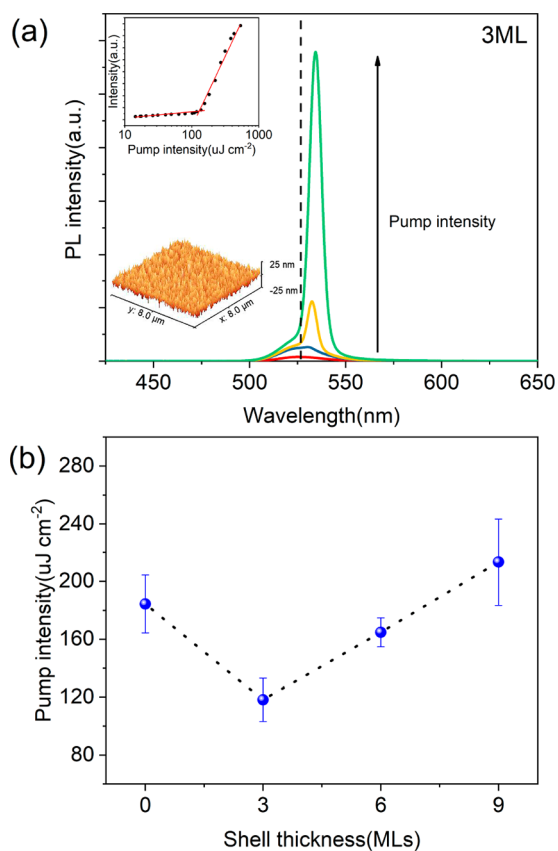 (a)
3ML
PL intensity(a.u.)
Intensity(a.u.)
10 100 1000
Pump intensity(uJ cm-2)
Pump intensity
25 nm
-25 nm
y: 8.0 µm
x: 8.0 µm
450 500 550 600 650
Wavelength(nm)
(b)
Pump intensity(uJ cm-2)
280
240
200
160
120
80
0 3 6 9
Shell thickness(MLs)